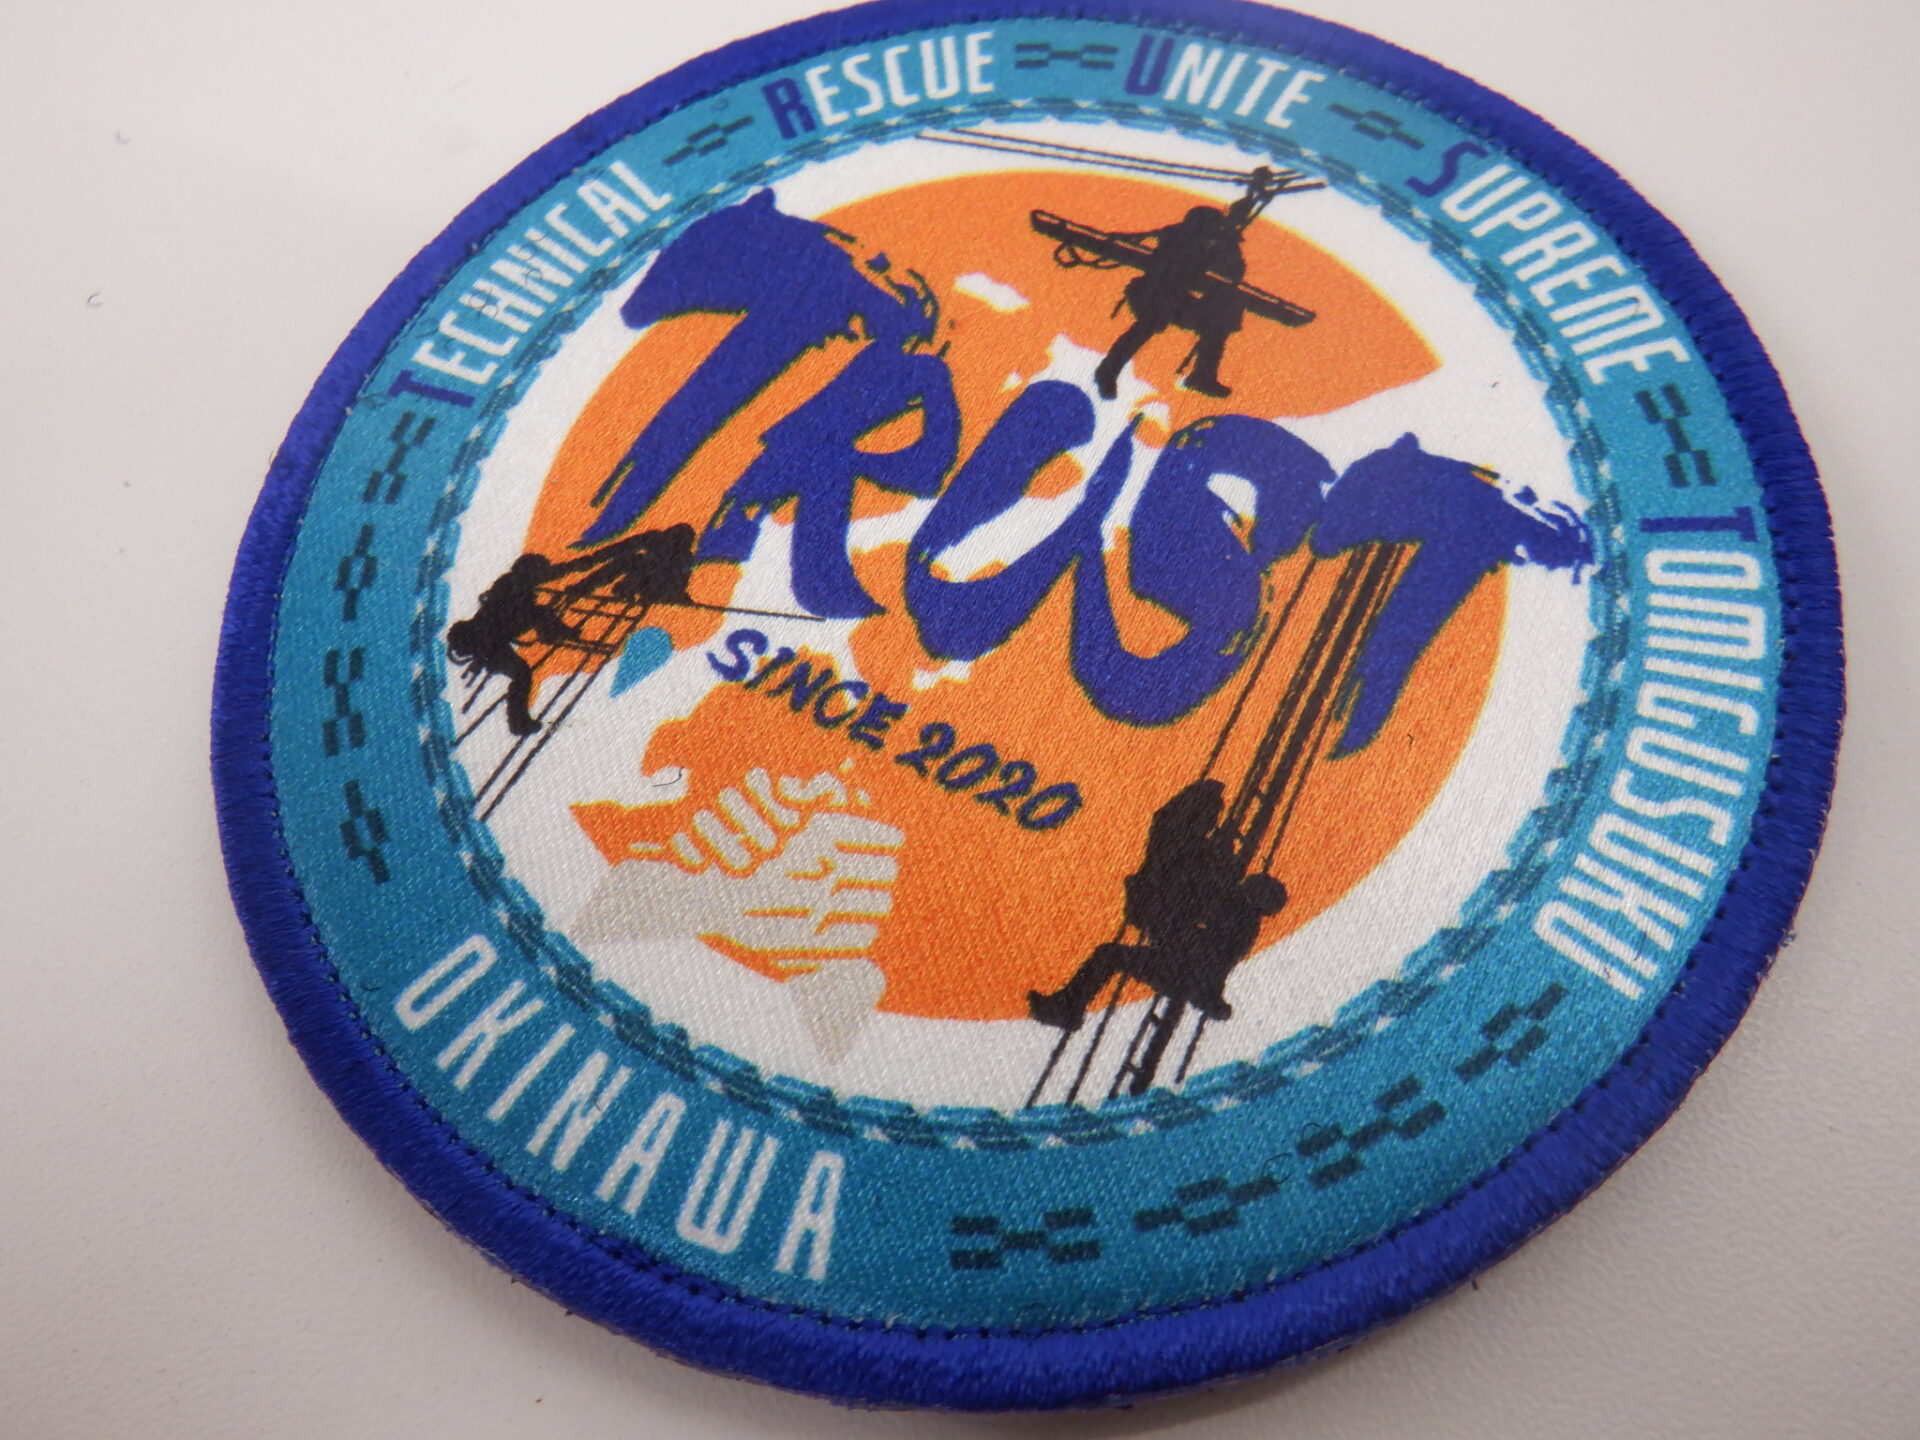 TECHNICAL RESCUE UNITE SUPREME TOMIGUSUKU
TRUST
SINCE 2020
OKINAWA